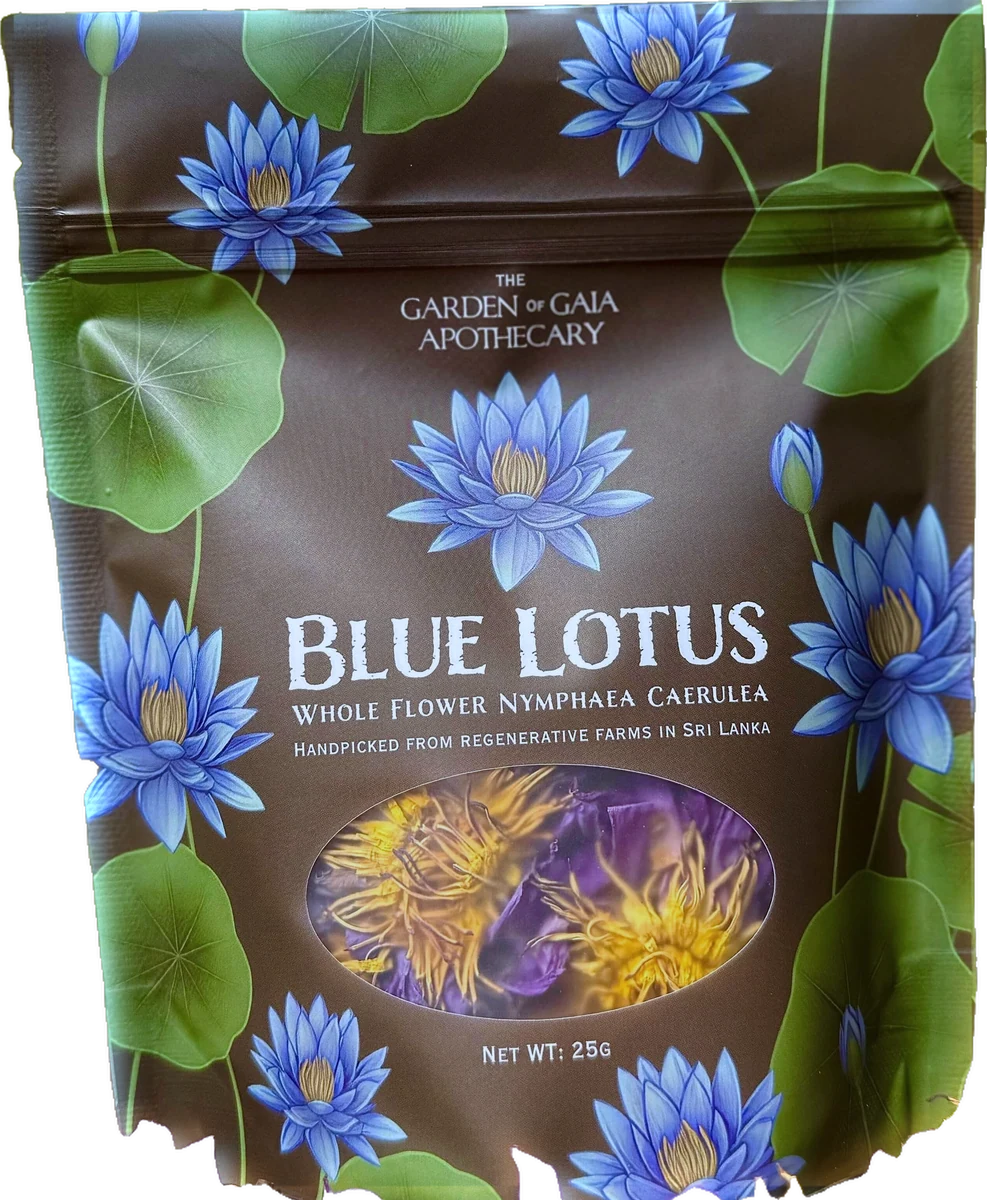 THE
GARDEN OF GAIA
APOTHECARY
BLUE LOTUS
WHOLE FLOWER NYMPHAEA CAERULEA
HANDPICKED FROM REGENERATIVE FARMS IN SRI LANKA
NET WT: 25G